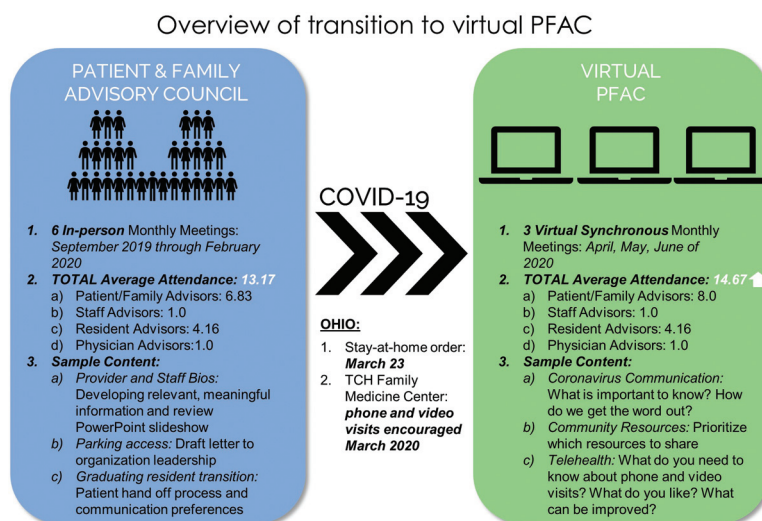 Overview of transition to virtual PFAC
PATIENT & FAMILY
ADVISORY COUNCIL
1. 6 In-person Monthly Meetings:
September 2019 through February
2020
2. TOTAL Average Attendance: 13.17
a) Patient/Family Advisors: 6.83
b) Staff Advisors: 1.0
c) Resident Advisors: 4.16
d) Physician Advisors:1.0
3. Sample Content:
a) Provider and Staff Bios:
Developing relevant, meaningful
information and review
PowerPoint slideshow
b) Parking access: Draft letter to
organization leadership
c) Graduating resident transition:
Patient hand off process and
communication preferences
COVID-19
OHIO:
1. Stay-at-home order:
March 23
2. TCH Family
Medicine Center:
phone and video
visits encouraged
March 2020
VIRTUAL
PFAC
1. 3 Virtual Synchronous Monthly
Meetings: April, May, June of
2020
2. TOTAL Average Attendance: 14.67
a) Patient/Family Advisors: 8.0
b) Staff Advisors: 1.0
c) Resident Advisors: 4.16
d) Physician Advisors: 1.0
3. Sample Content:
a) Coronavirus Communication:
What is important to know? How
do we get the word out?
b) Community Resources: Prioritize
which resources to share
c) Telehealth: What do you need to
know about phone and video
visits? What do you like? What
can be improved?